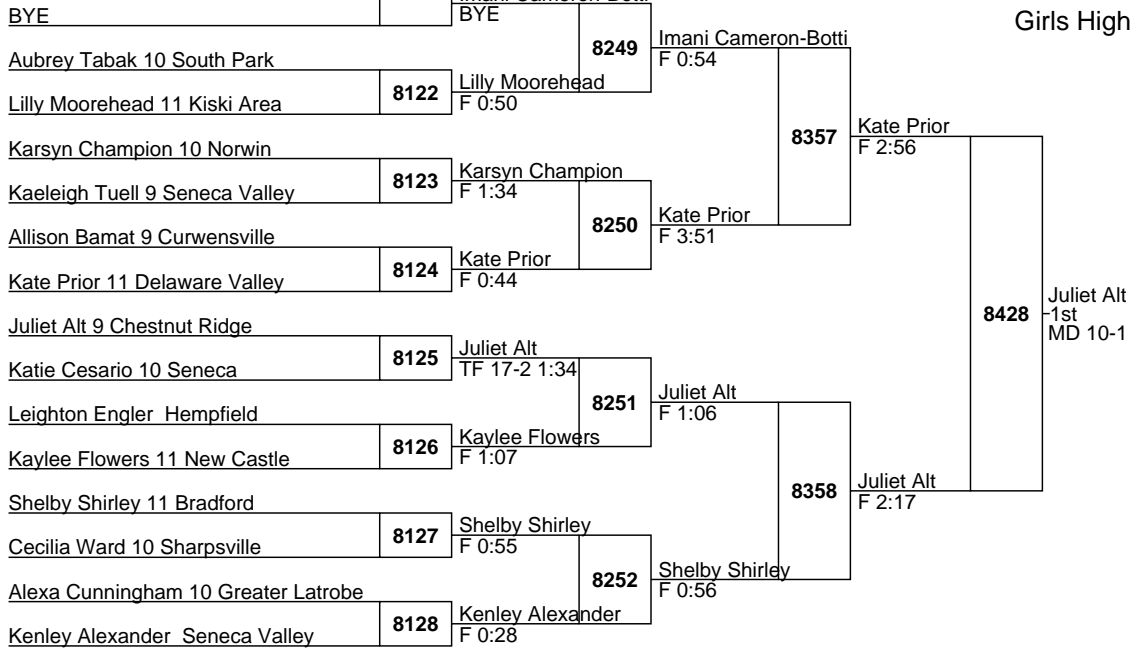 BYE
BYE
Girls High
8249
Imani Cameron-Botti
F 0:54
Aubrey Tabak 10 South Park
8122
Lilly Moorehead
F 0:50
Lilly Moorehead 11 Kiski Area
8357
Kate Prior
F 2:56
Karsyn Champion 10 Norwin
8123
Karsyn Champion
F 1:34
Kaeleigh Tuell 9 Seneca Valley
8250
Kate Prior
F 3:51
Allison Bamat 9 Curwensville
8124
Kate Prior
F 0:44
Kate Prior 11 Delaware Valley
8428
Juliet Alt
1st
MD 10-1
Juliet Alt 9 Chestnut Ridge
8125
Juliet Alt
TF 17-2 1:34
Katie Cesario 10 Seneca
8251
Juliet Alt
F 1:06
Leighton Engler  Hempfield
8126
Kaylee Flowers
F 1:07
Kaylee Flowers 11 New Castle
8358
Juliet Alt
F 2:17
Shelby Shirley 11 Bradford
8127
Shelby Shirley
F 0:55
Cecilia Ward 10 Sharpsville
8252
Shelby Shirley
F 0:56
Alexa Cunningham 10 Greater Latrobe
8128
Kenley Alexander
F 0:28
Kenley Alexander  Seneca Valley